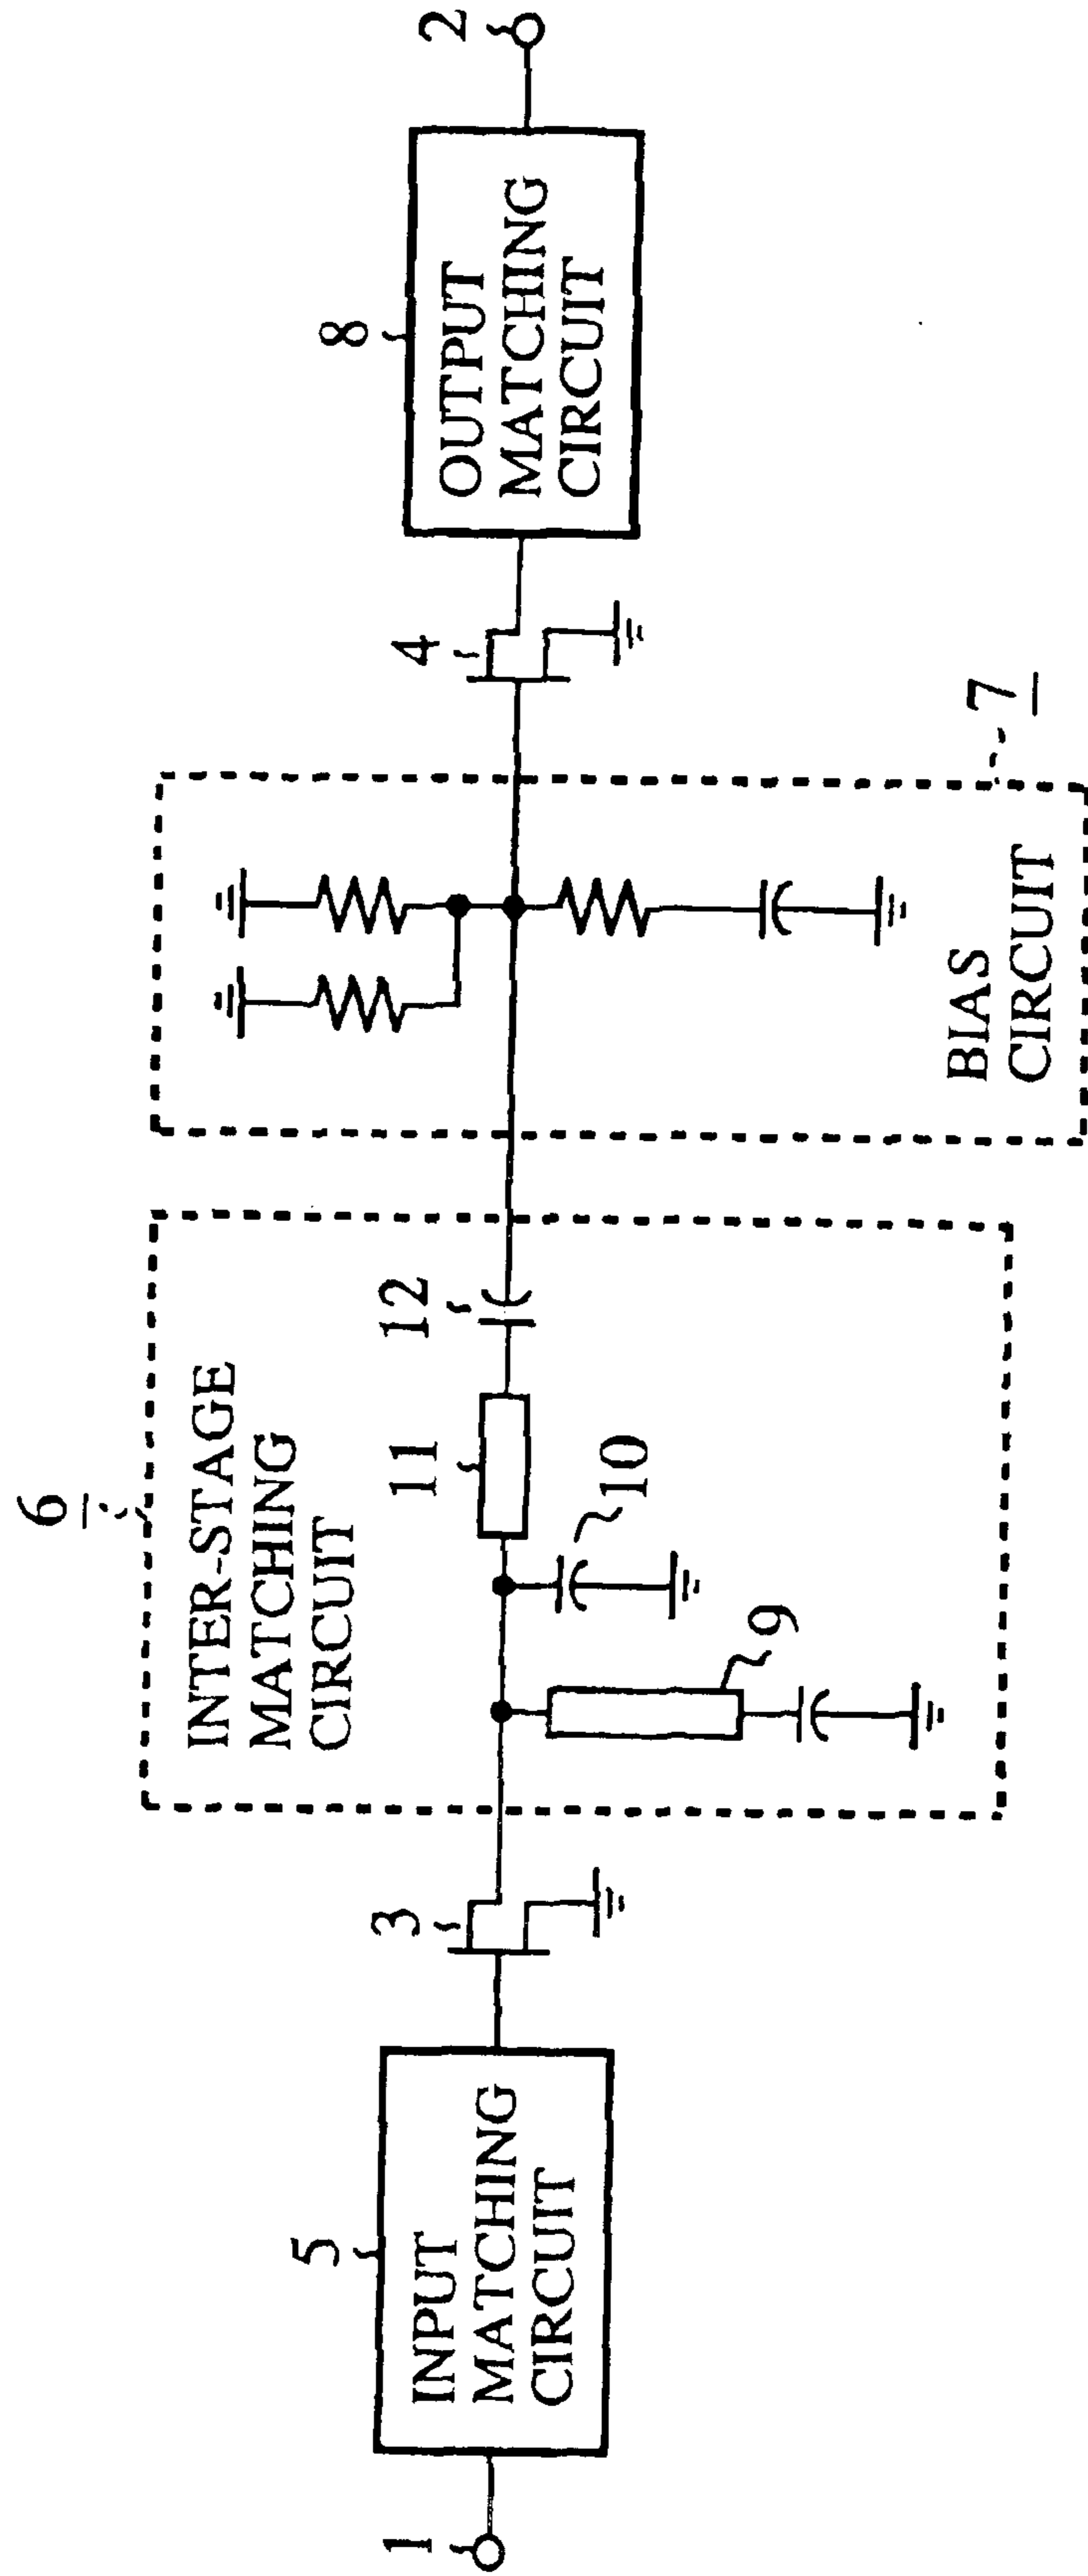 6
INTER-STAGE
MATCHING
CIRCUIT
5
INPUT
MATCHING
CIRCUIT
1
3
9
10
11
12
BIAS
CIRCUIT
7
4
8
OUTPUT
MATCHING
CIRCUIT
2